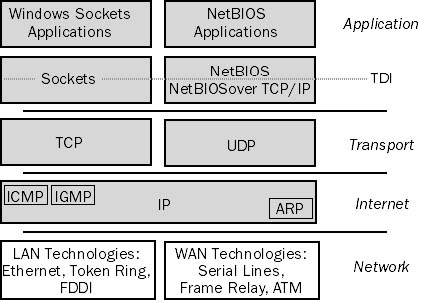 Windows Sockets
Applications
NetBIOS
Applications
Application
Sockets
NetBIOS
NetBIOSover TCP/IP
TDI
TCP
UDP
Transport
ICMP
IGMP
IP
ARP
Internet
LAN Technologies:
Ethernet, Token Ring,
FDDI
WAN Technologies:
Serial Lines,
Frame Relay, ATM
Network